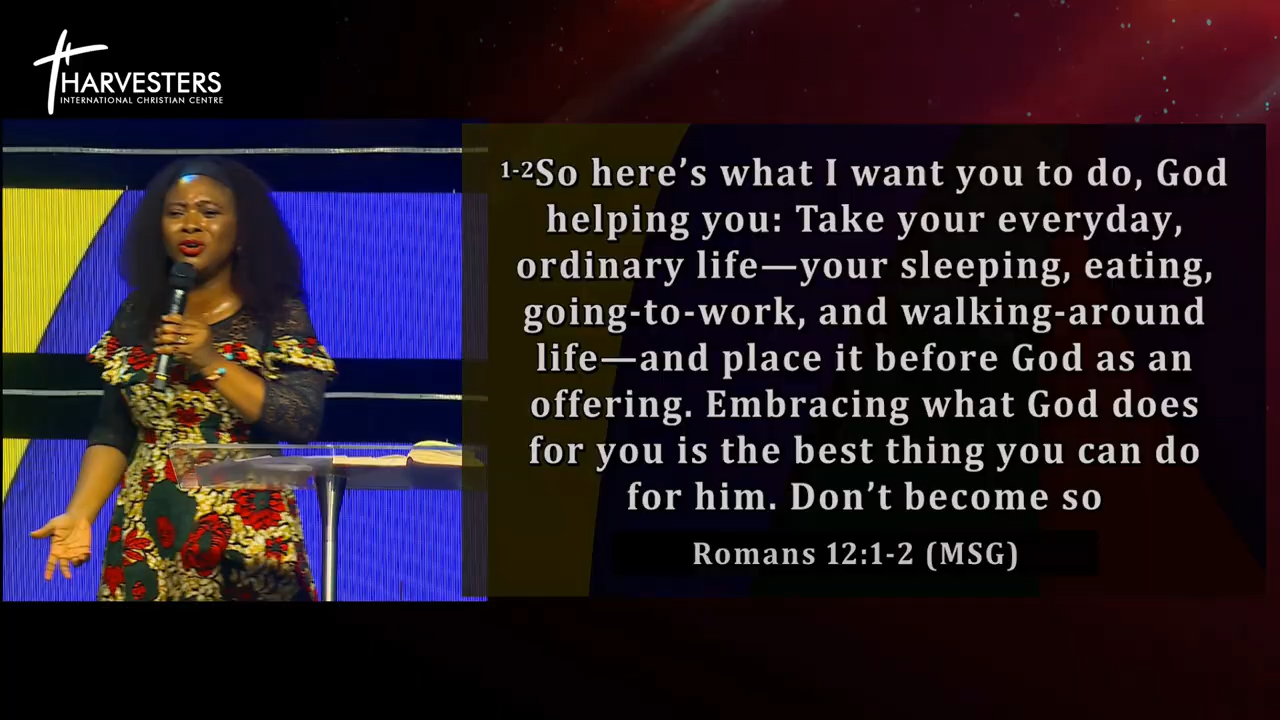 HARVESTERS
INTERNATIONAL CHRISTIAN CENTRE
1-2So here’s what I want you to do, God
helping you: Take your everyday,
ordinary life—your sleeping, eating,
going-to-work, and walking-around
life—and place it before God as an
offering. Embracing what God does
for you is the best thing you can do
for him. Don’t become so
Romans 12:1-2 (MSG)